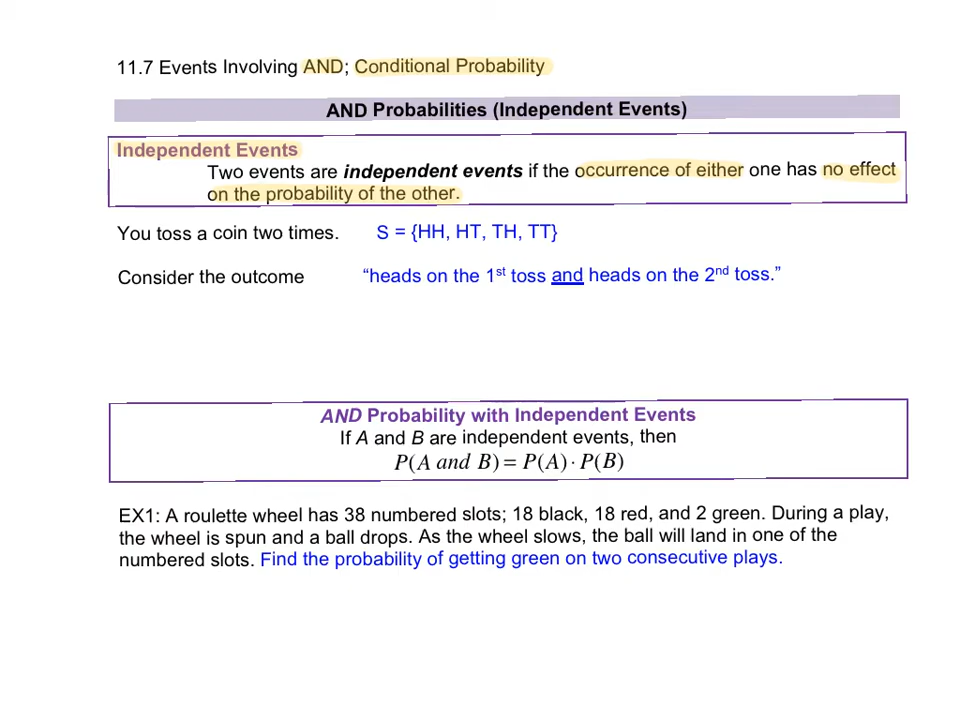 11.7 Events Involving AND; Conditional Probability
AND Probabilities (Independent Events)
Independent Events
Two events are independent events if the occurrence of either one has no effect
on the probability of the other.
You toss a coin two times. S = {HH, HT, TH, TT}
Consider the outcome “heads on the 1st toss and heads on the 2nd toss.”
AND Probability with Independent Events
If A and B are independent events, then
P(A and B) = P(A) · P(B)
EX1: A roulette wheel has 38 numbered slots; 18 black, 18 red, and 2 green. During a play,
the wheel is spun and a ball drops. As the wheel slows, the ball will land in one of the
numbered slots. Find the probability of getting green on two consecutive plays.